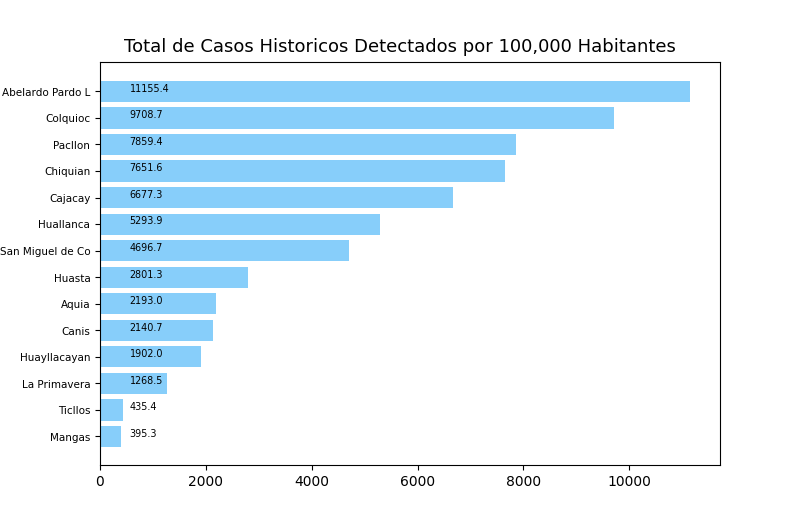 Total de Casos Historicos Detectados por 100,000 Habitantes
Abelardo Pardo L 11155.4
Colquioc 9708.7
Pacllon 7859.4
Chiquian 7651.6
Cajacay 6677.3
Huallanca 5293.9
San Miguel de Co 4696.7
Huasta 2801.3
Aquia 2193.0
Canis 2140.7
Huayllacayan 1902.0
La Primavera 1268.5
Ticllos 435.4
Mangas 395.3
0 2000 4000 6000 8000 10000